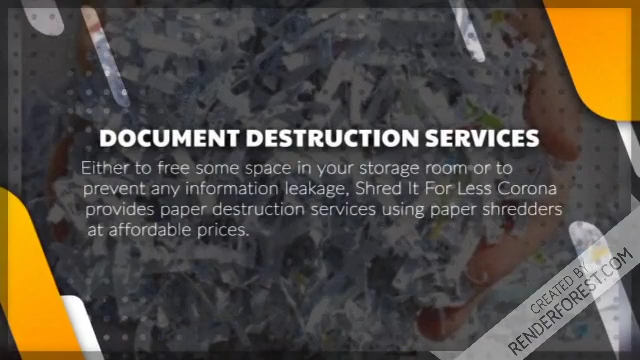 DOCUMENT DESTRUCTION SERVICES
Either to free some space in your storage room or to
prevent any information leakage, Shred It For Less Corona
provides paper destruction services using paper shredders
at affordable prices.
CREATED BY
RENDERFOREST.COM